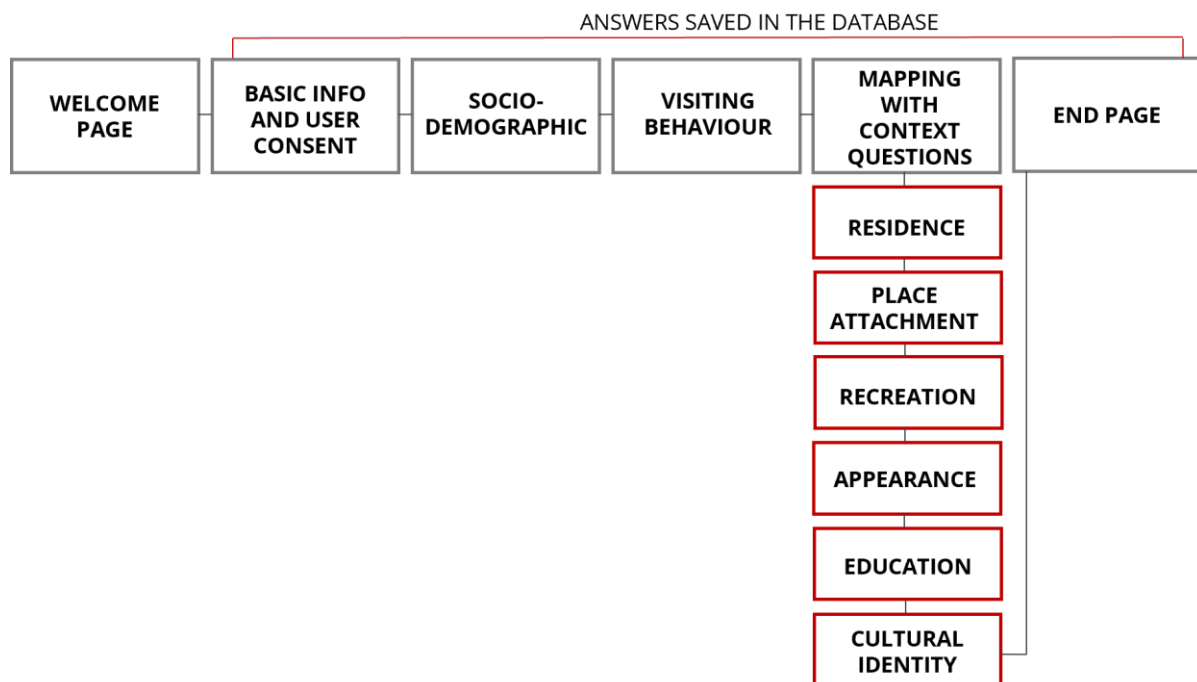 ANSWERS SAVED IN THE DATABASE
WELCOME
PAGE
BASIC INFO
AND USER
CONSENT
SOCIO-
DEMOGRAPHIC
VISITING
BEHAVIOUR
MAPPING
WITH
CONTEXT
QUESTIONS
END PAGE
RESIDENCE
PLACE
ATTACHMENT
RECREATION
APPEARANCE
EDUCATION
CULTURAL
IDENTITY